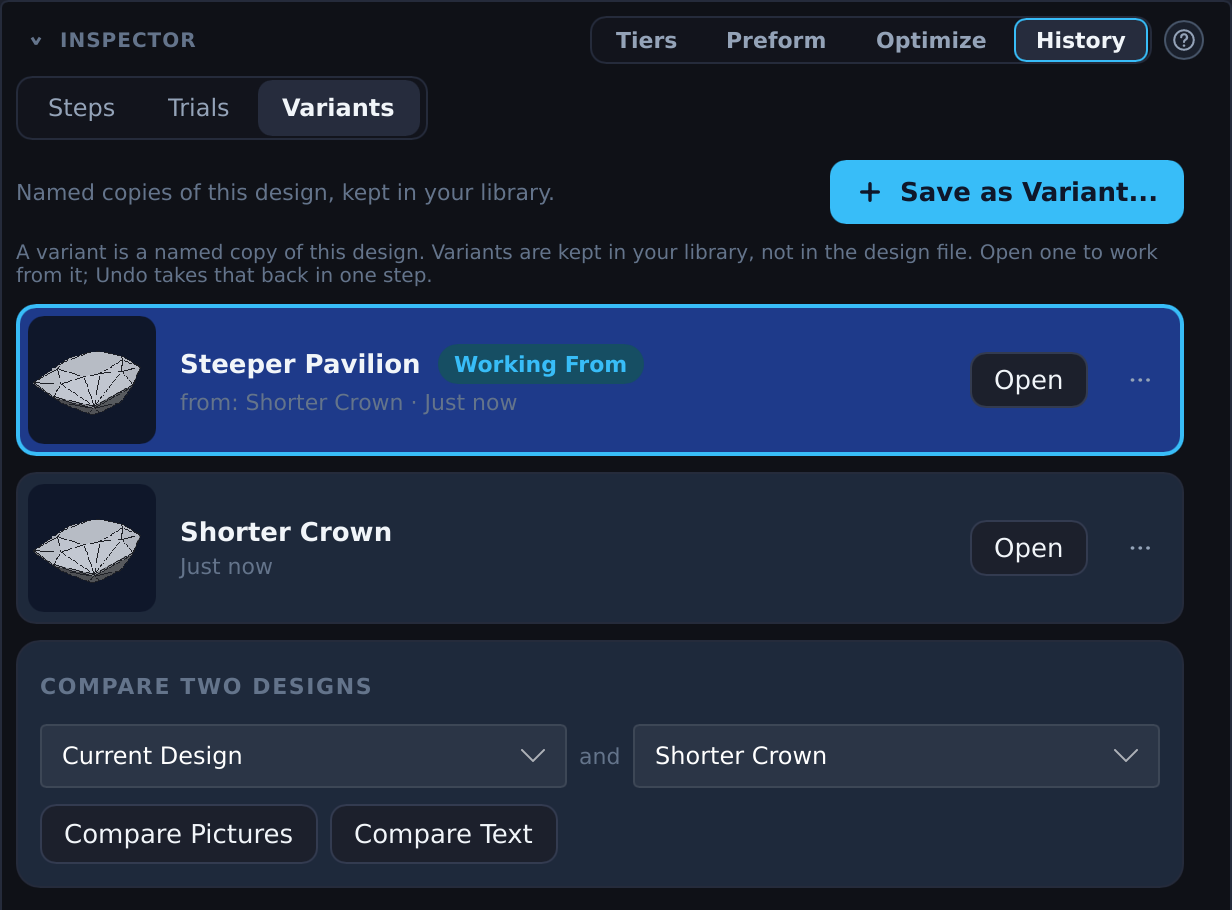 INSPECTOR
Tiers
Preform
Optimize
History
Steps
Trials
Variants
Named copies of this design, kept in your library.
+ Save as Variant...
A variant is a named copy of this design. Variants are kept in your library, not in the design file. Open one to work
from it; Undo takes that back in one step.
Steeper Pavilion
Working From
from: Shorter Crown · Just now
Open
...
Shorter Crown
Just now
Open
...
COMPARE TWO DESIGNS
Current Design
and
Shorter Crown
Compare Pictures
Compare Text